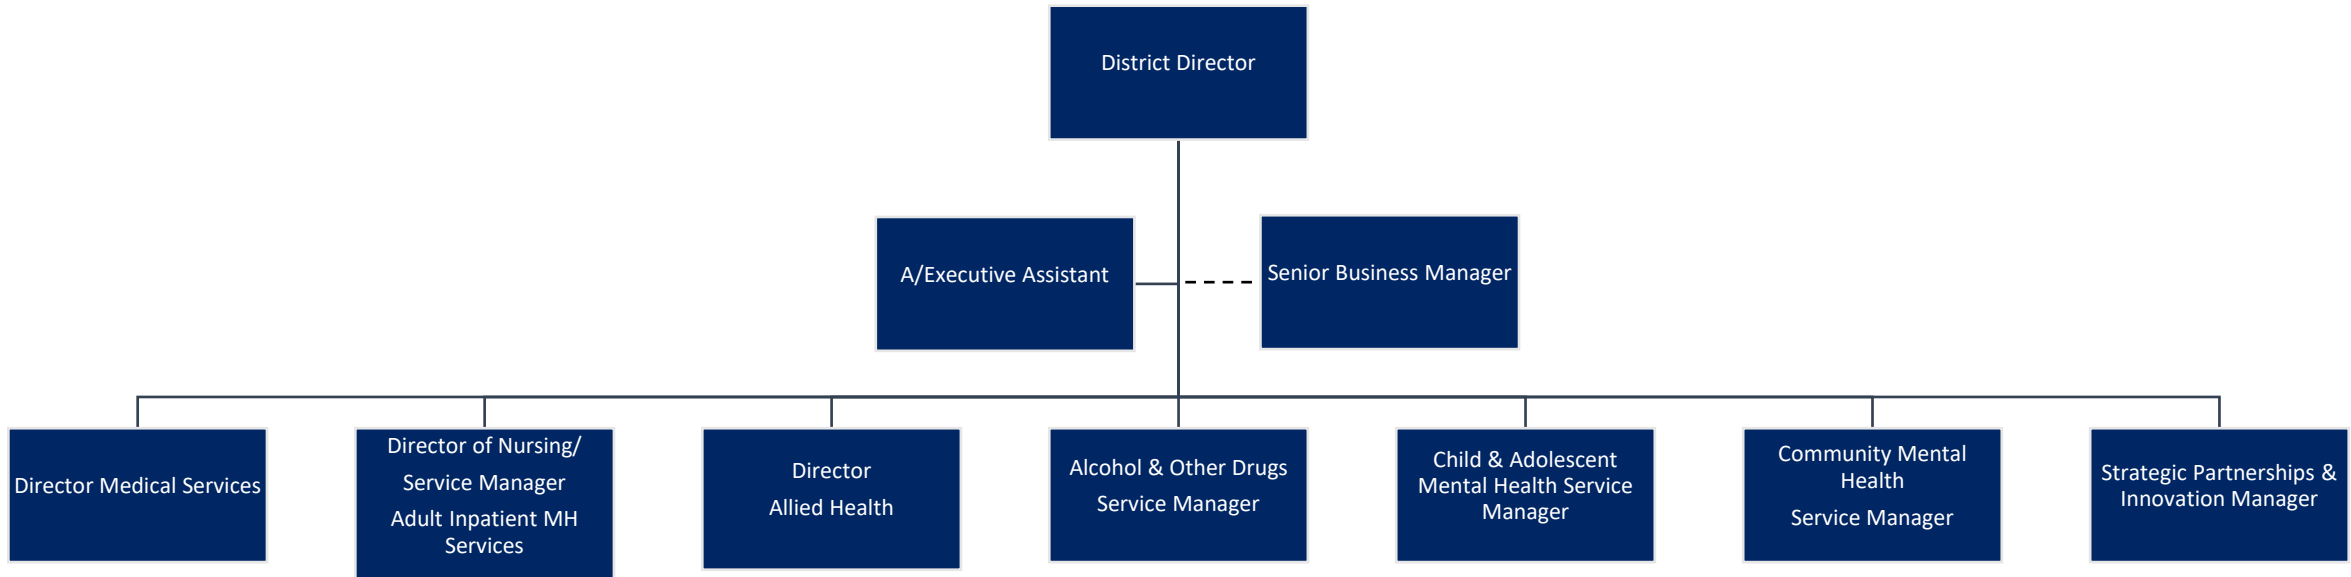 District Director
A/Executive Assistant
Senior Business Manager
Director Medical Services
Director of Nursing/
Service Manager
Adult Inpatient MH
Services
Director
Allied Health
Alcohol & Other Drugs
Service Manager
Child & Adolescent
Mental Health Service
Manager
Community Mental
Health
Service Manager
Strategic Partnerships &
Innovation Manager